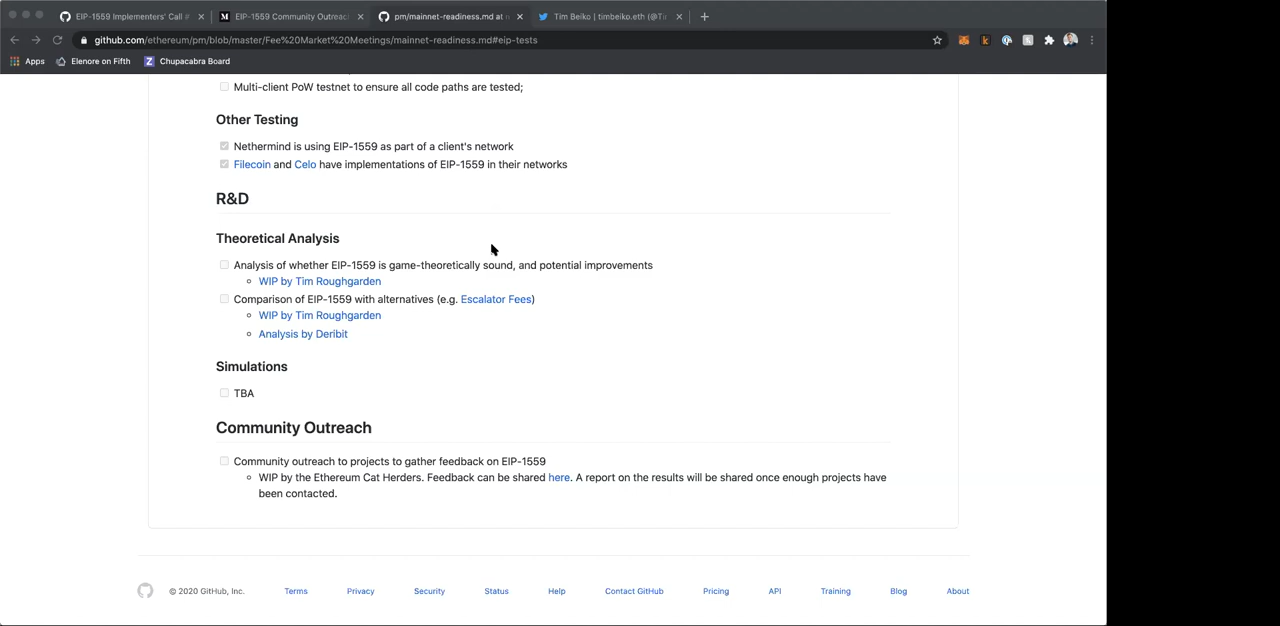 EIP-1559 Implementers' Call #
EIP-1559 Community Outreac
pm/mainnet-readiness.md at
Tim Beiko | timbeiko.eth (@Tir
github.com/ethereum/pm/blob/master/Fee%20Market%20Meetings/mainnet-readiness.md#eip-tests
Apps
Elenore on Fifth
Chupacabra Board
Multi-client PoW testnet to ensure all code paths are tested;
Other Testing
Nethermind is using EIP-1559 as part of a client's network
Filecoin and Celo have implementations of EIP-1559 in their networks
R&D
Theoretical Analysis
Analysis of whether EIP-1559 is game-theoretically sound, and potential improvements
WIP by Tim Roughgarden
Comparison of EIP-1559 with alternatives (e.g. Escalator Fees)
WIP by Tim Roughgarden
Analysis by Deribit
Simulations
TBA
Community Outreach
Community outreach to projects to gather feedback on EIP-1559
WIP by the Ethereum Cat Herders. Feedback can be shared here. A report on the results will be shared once enough projects have
been contacted.
© 2020 GitHub, Inc.
Terms
Privacy
Security
Status
Help
Contact GitHub
Pricing
API
Training
Blog
About